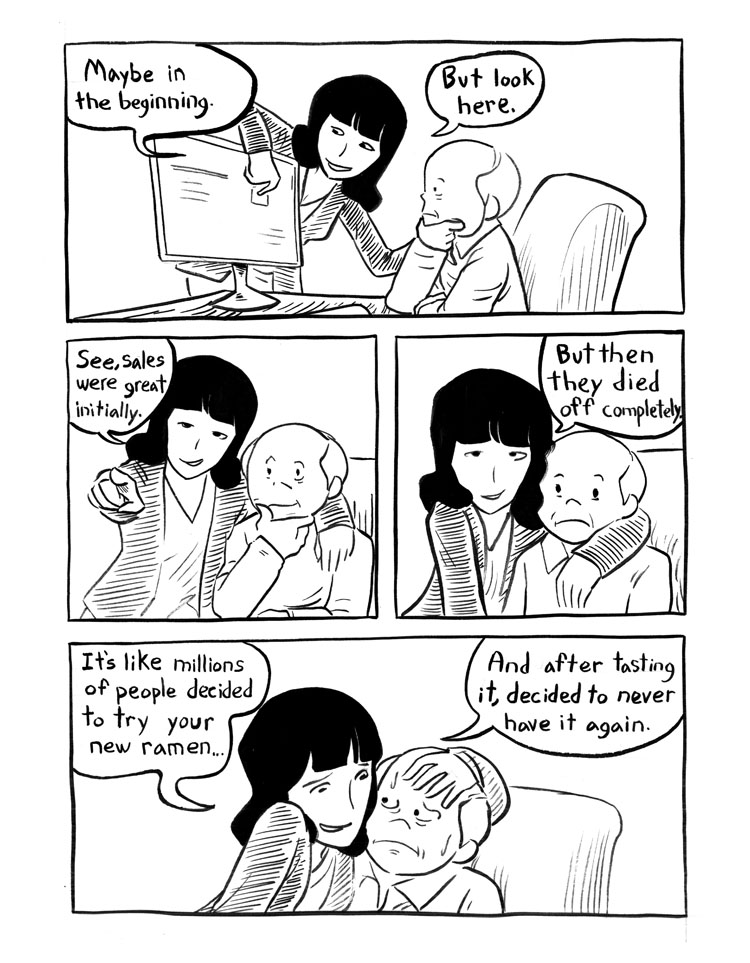 Maybe in
the beginning.
But look
here.
See, sales
were great
initially.
But then
they died
off completely.
It's like millions
of people decided
to try your
new ramen...
And after tasting
it, decided to never
have it again.